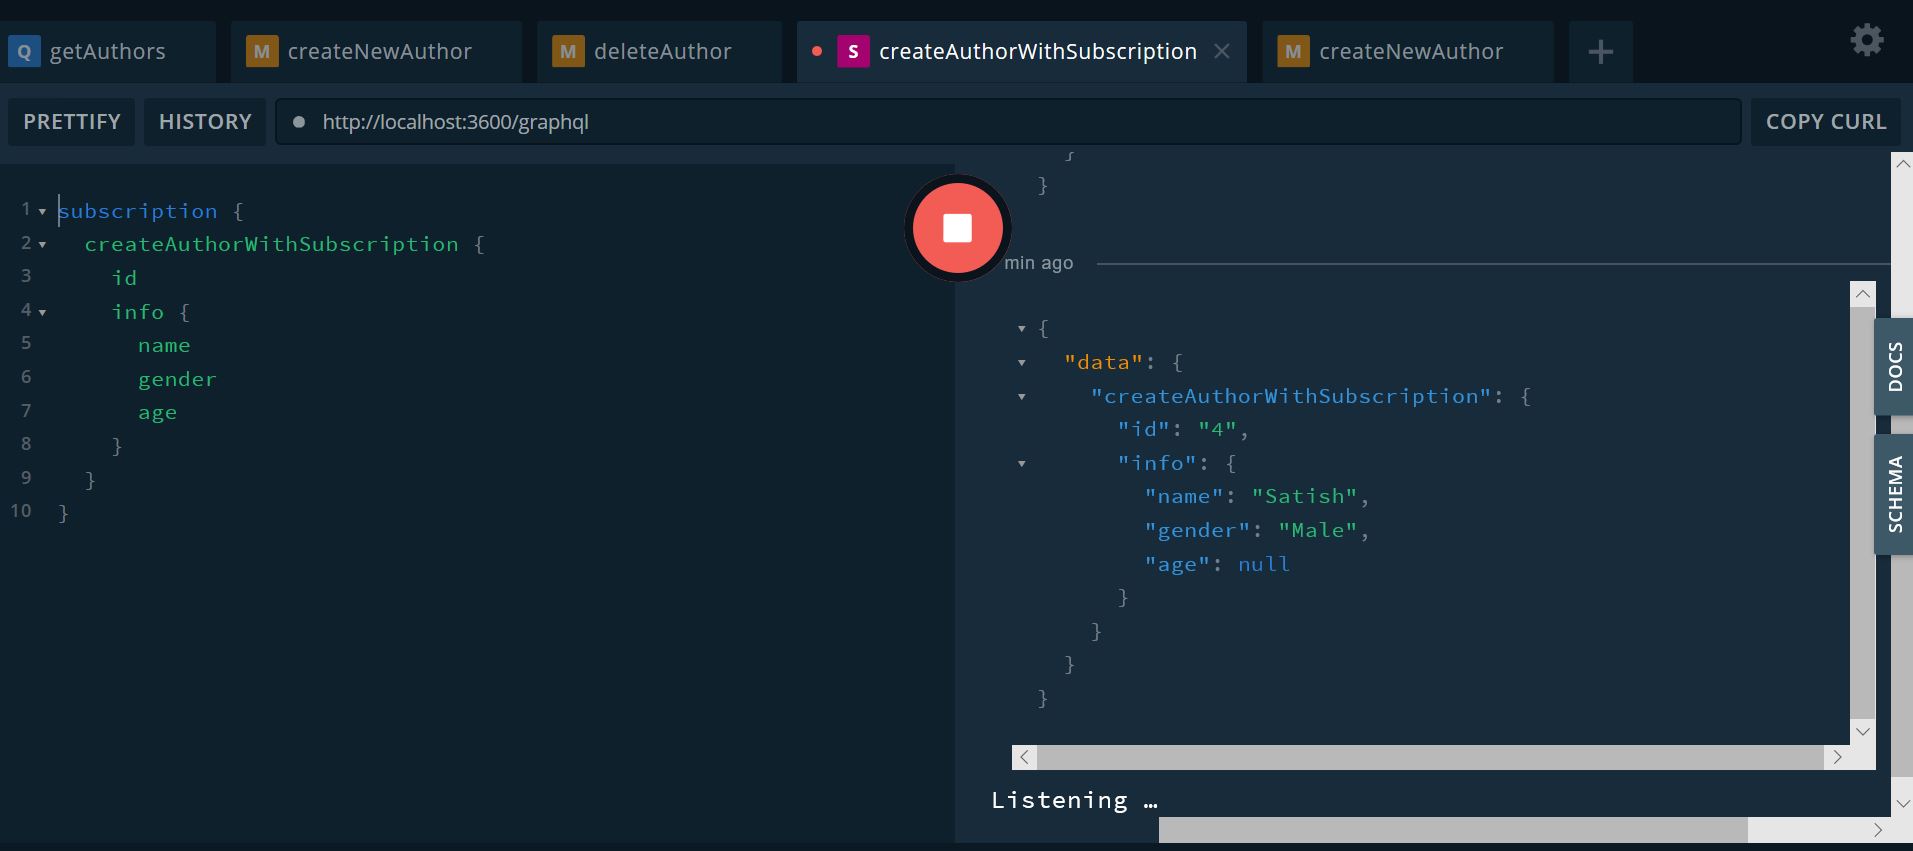 Q getAuthors M createNewAuthor M deleteAuthor S createAuthorWithSubscription M createNewAuthor
PRETTIFY HISTORY http://localhost:3600/graphql COPY CURL
1 subscription {
2 createAuthorWithSubscription {
3 id
4 info {
5 name
6 gender
7 age
8 }
9 }
10 }
}
}
min ago
{
"data": {
"createAuthorWithSubscription": {
"id": "4",
"info": {
"name": "Satish",
"gender": "Male",
"age": null
}
}
}
}
Listening …
DOCS
SCHEMA